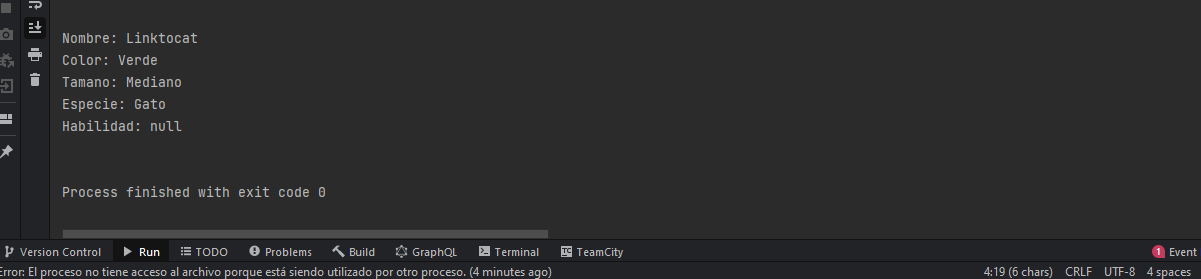 Nombre: Linktocat
Color: Verde
Tamano: Mediano
Especie: Gato
Habilidad: null
Process finished with exit code 0
Version Control Run TODO Problems Build GraphQL Terminal TeamCity 1 Event
Error: El proceso no tiene acceso al archivo porque está siendo utilizado por otro proceso. (4 minutes ago) 4:19 (6 chars) CRLF UTF-8 4 spaces